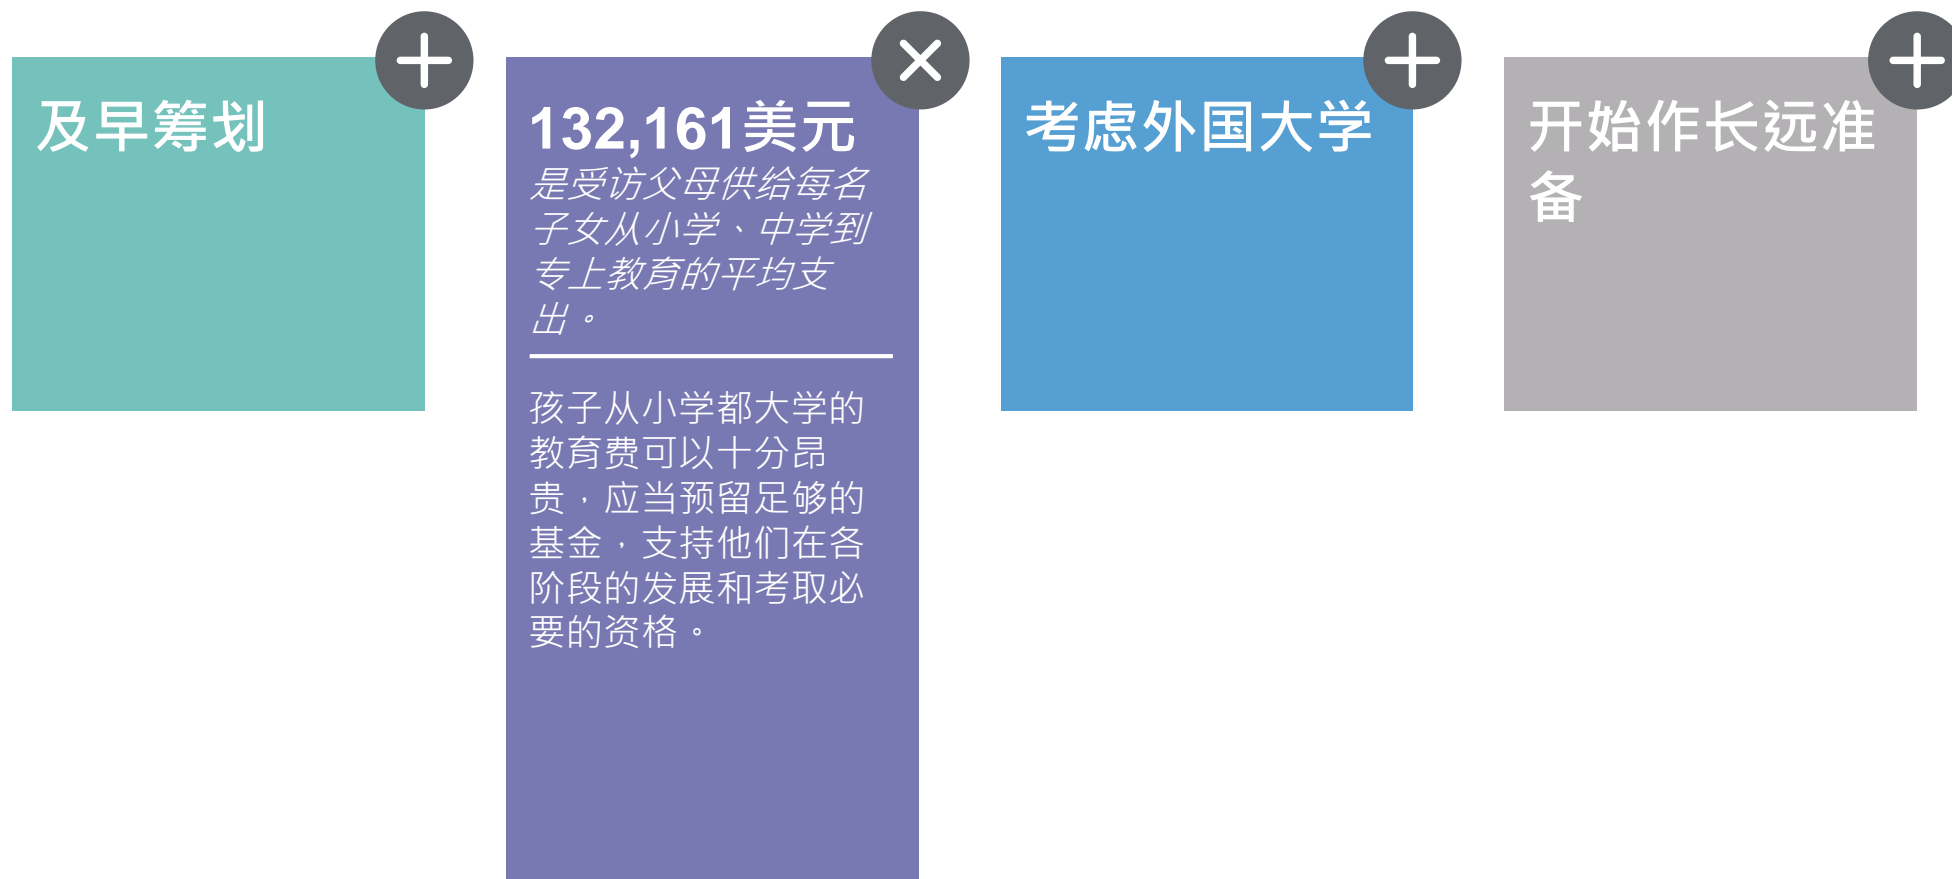 及早筹划
132,161美元
是受访父母供给每名
子女从小学、中学到
专上教育的平均支
出。
孩子从小学都大学的
教育费可以十分昂
贵，应当预留足够的
基金，支持他们在各
阶段的发展和考取必
要的资格。
考虑外国大学
开始作长远准
备